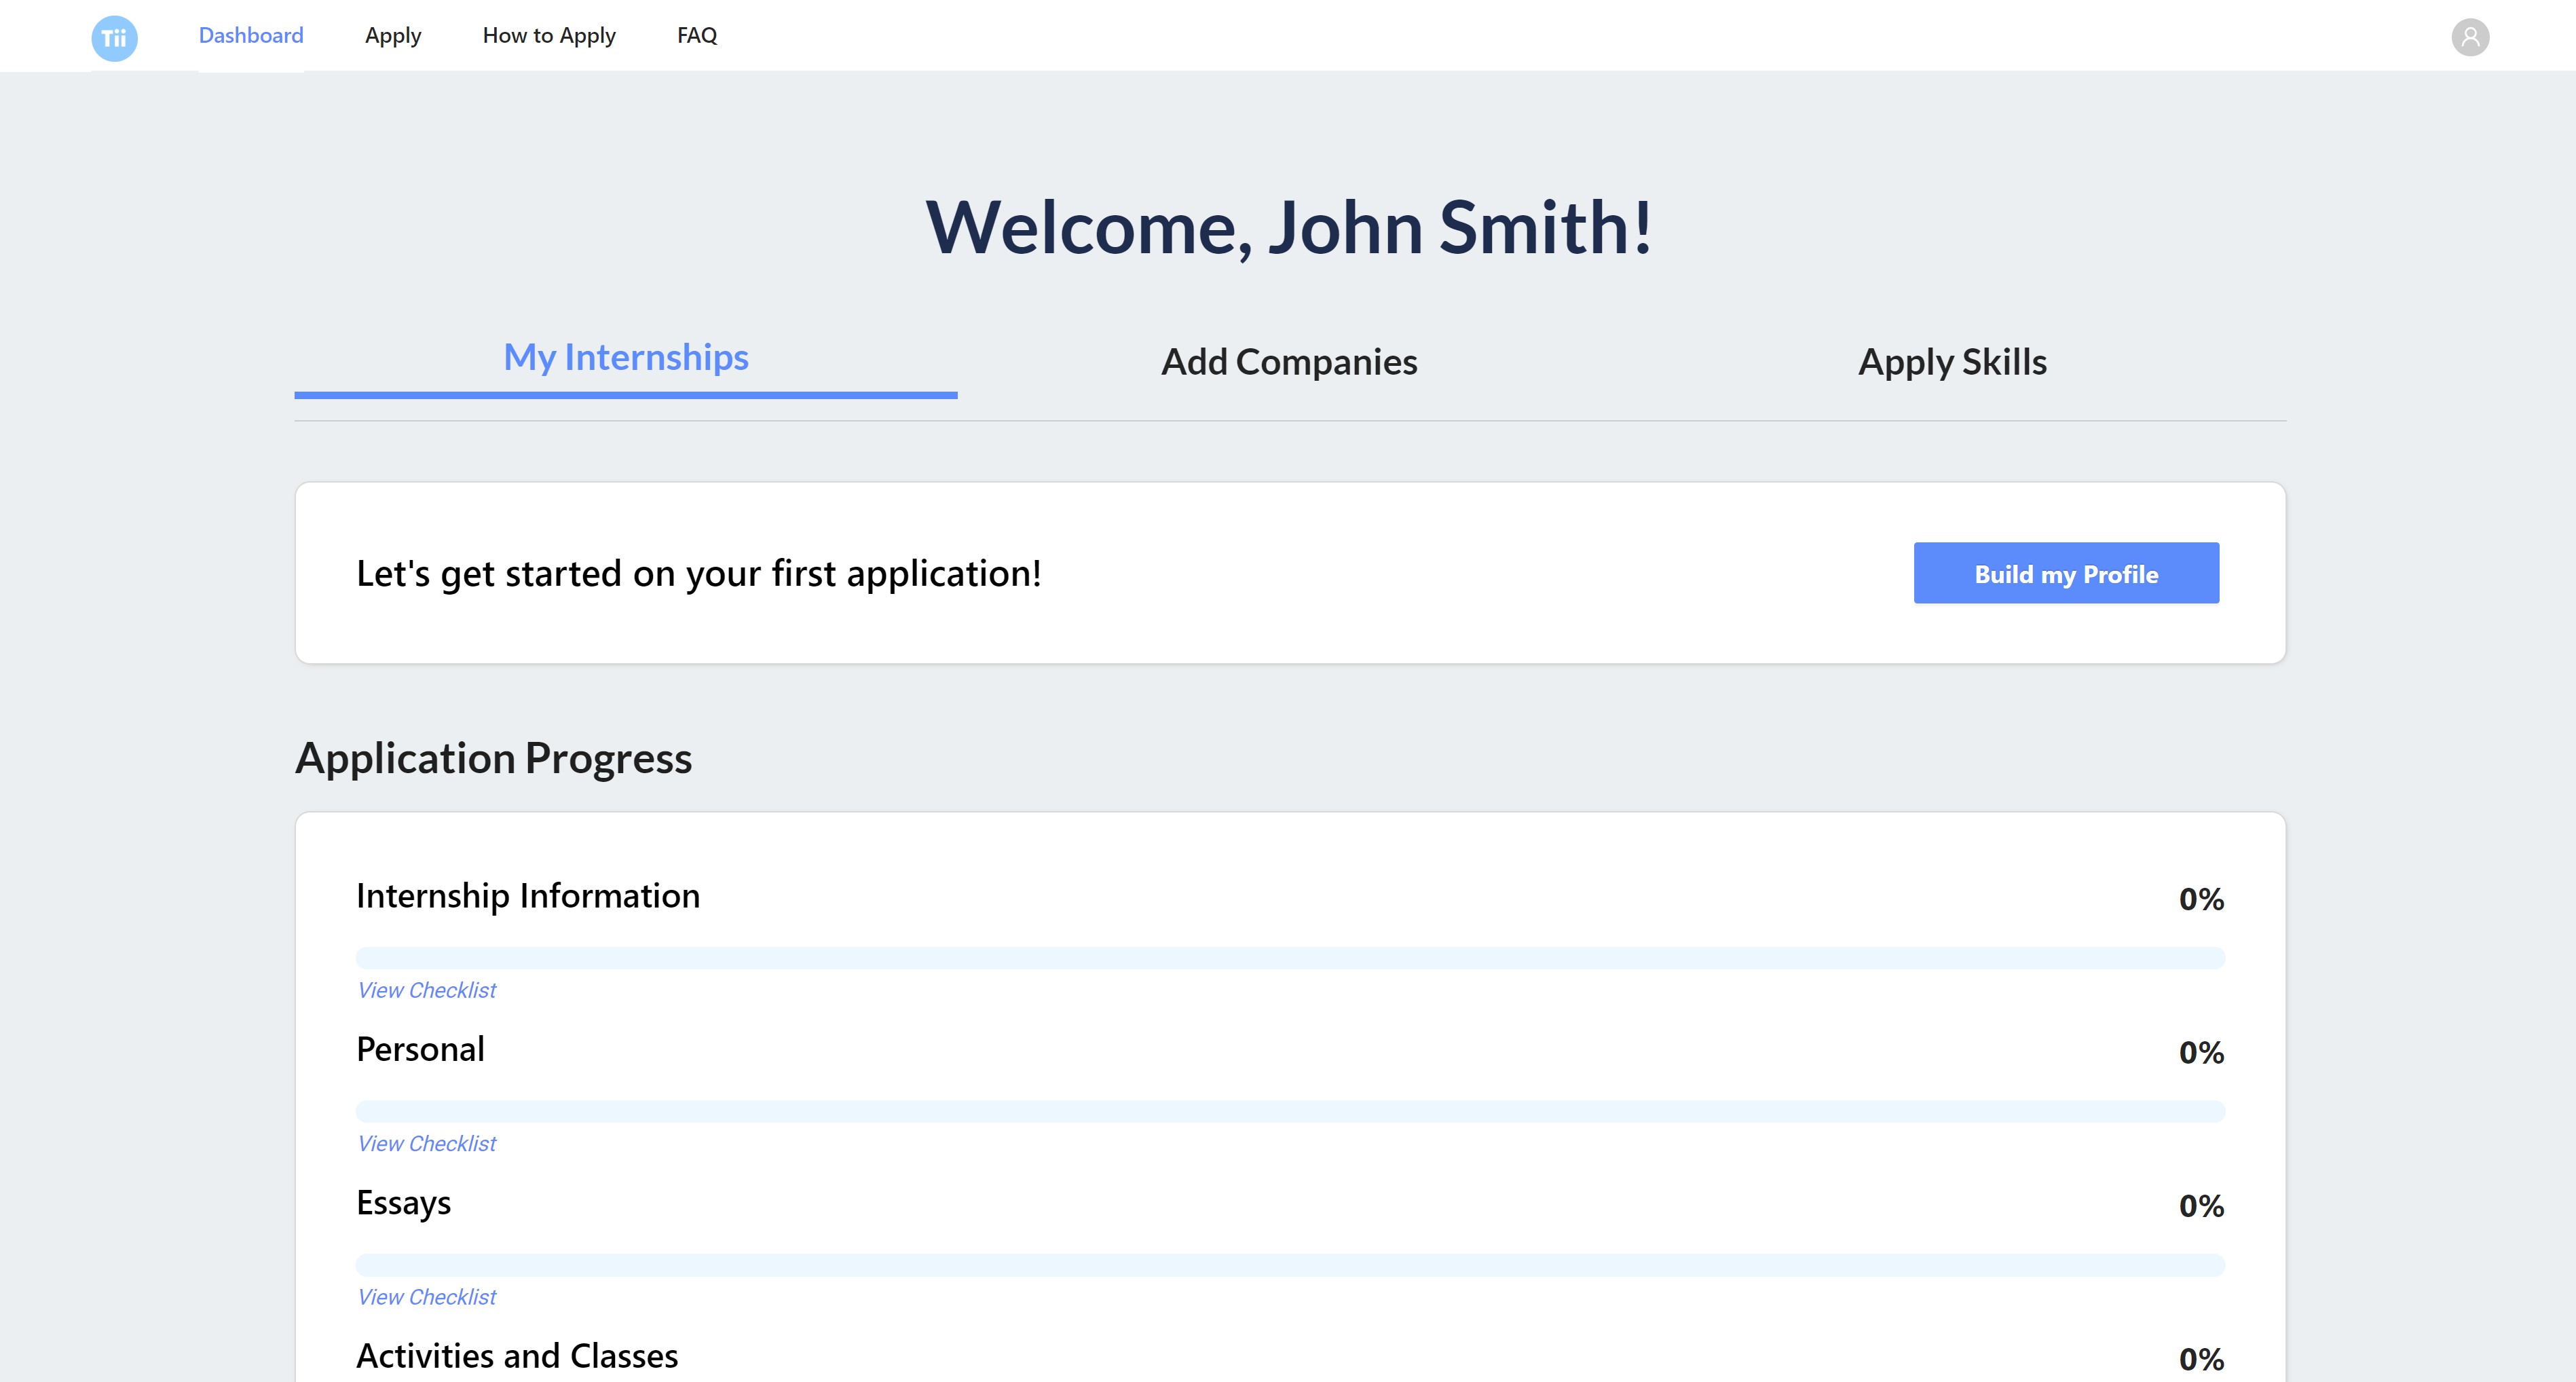 Tii
Dashboard
Apply
How to Apply
FAQ
Welcome, John Smith!
My Internships
Add Companies
Apply Skills
Let's get started on your first application!
Build my Profile
Application Progress
Internship Information
0%
View Checklist
Personal
0%
View Checklist
Essays
0%
View Checklist
Activities and Classes
0%